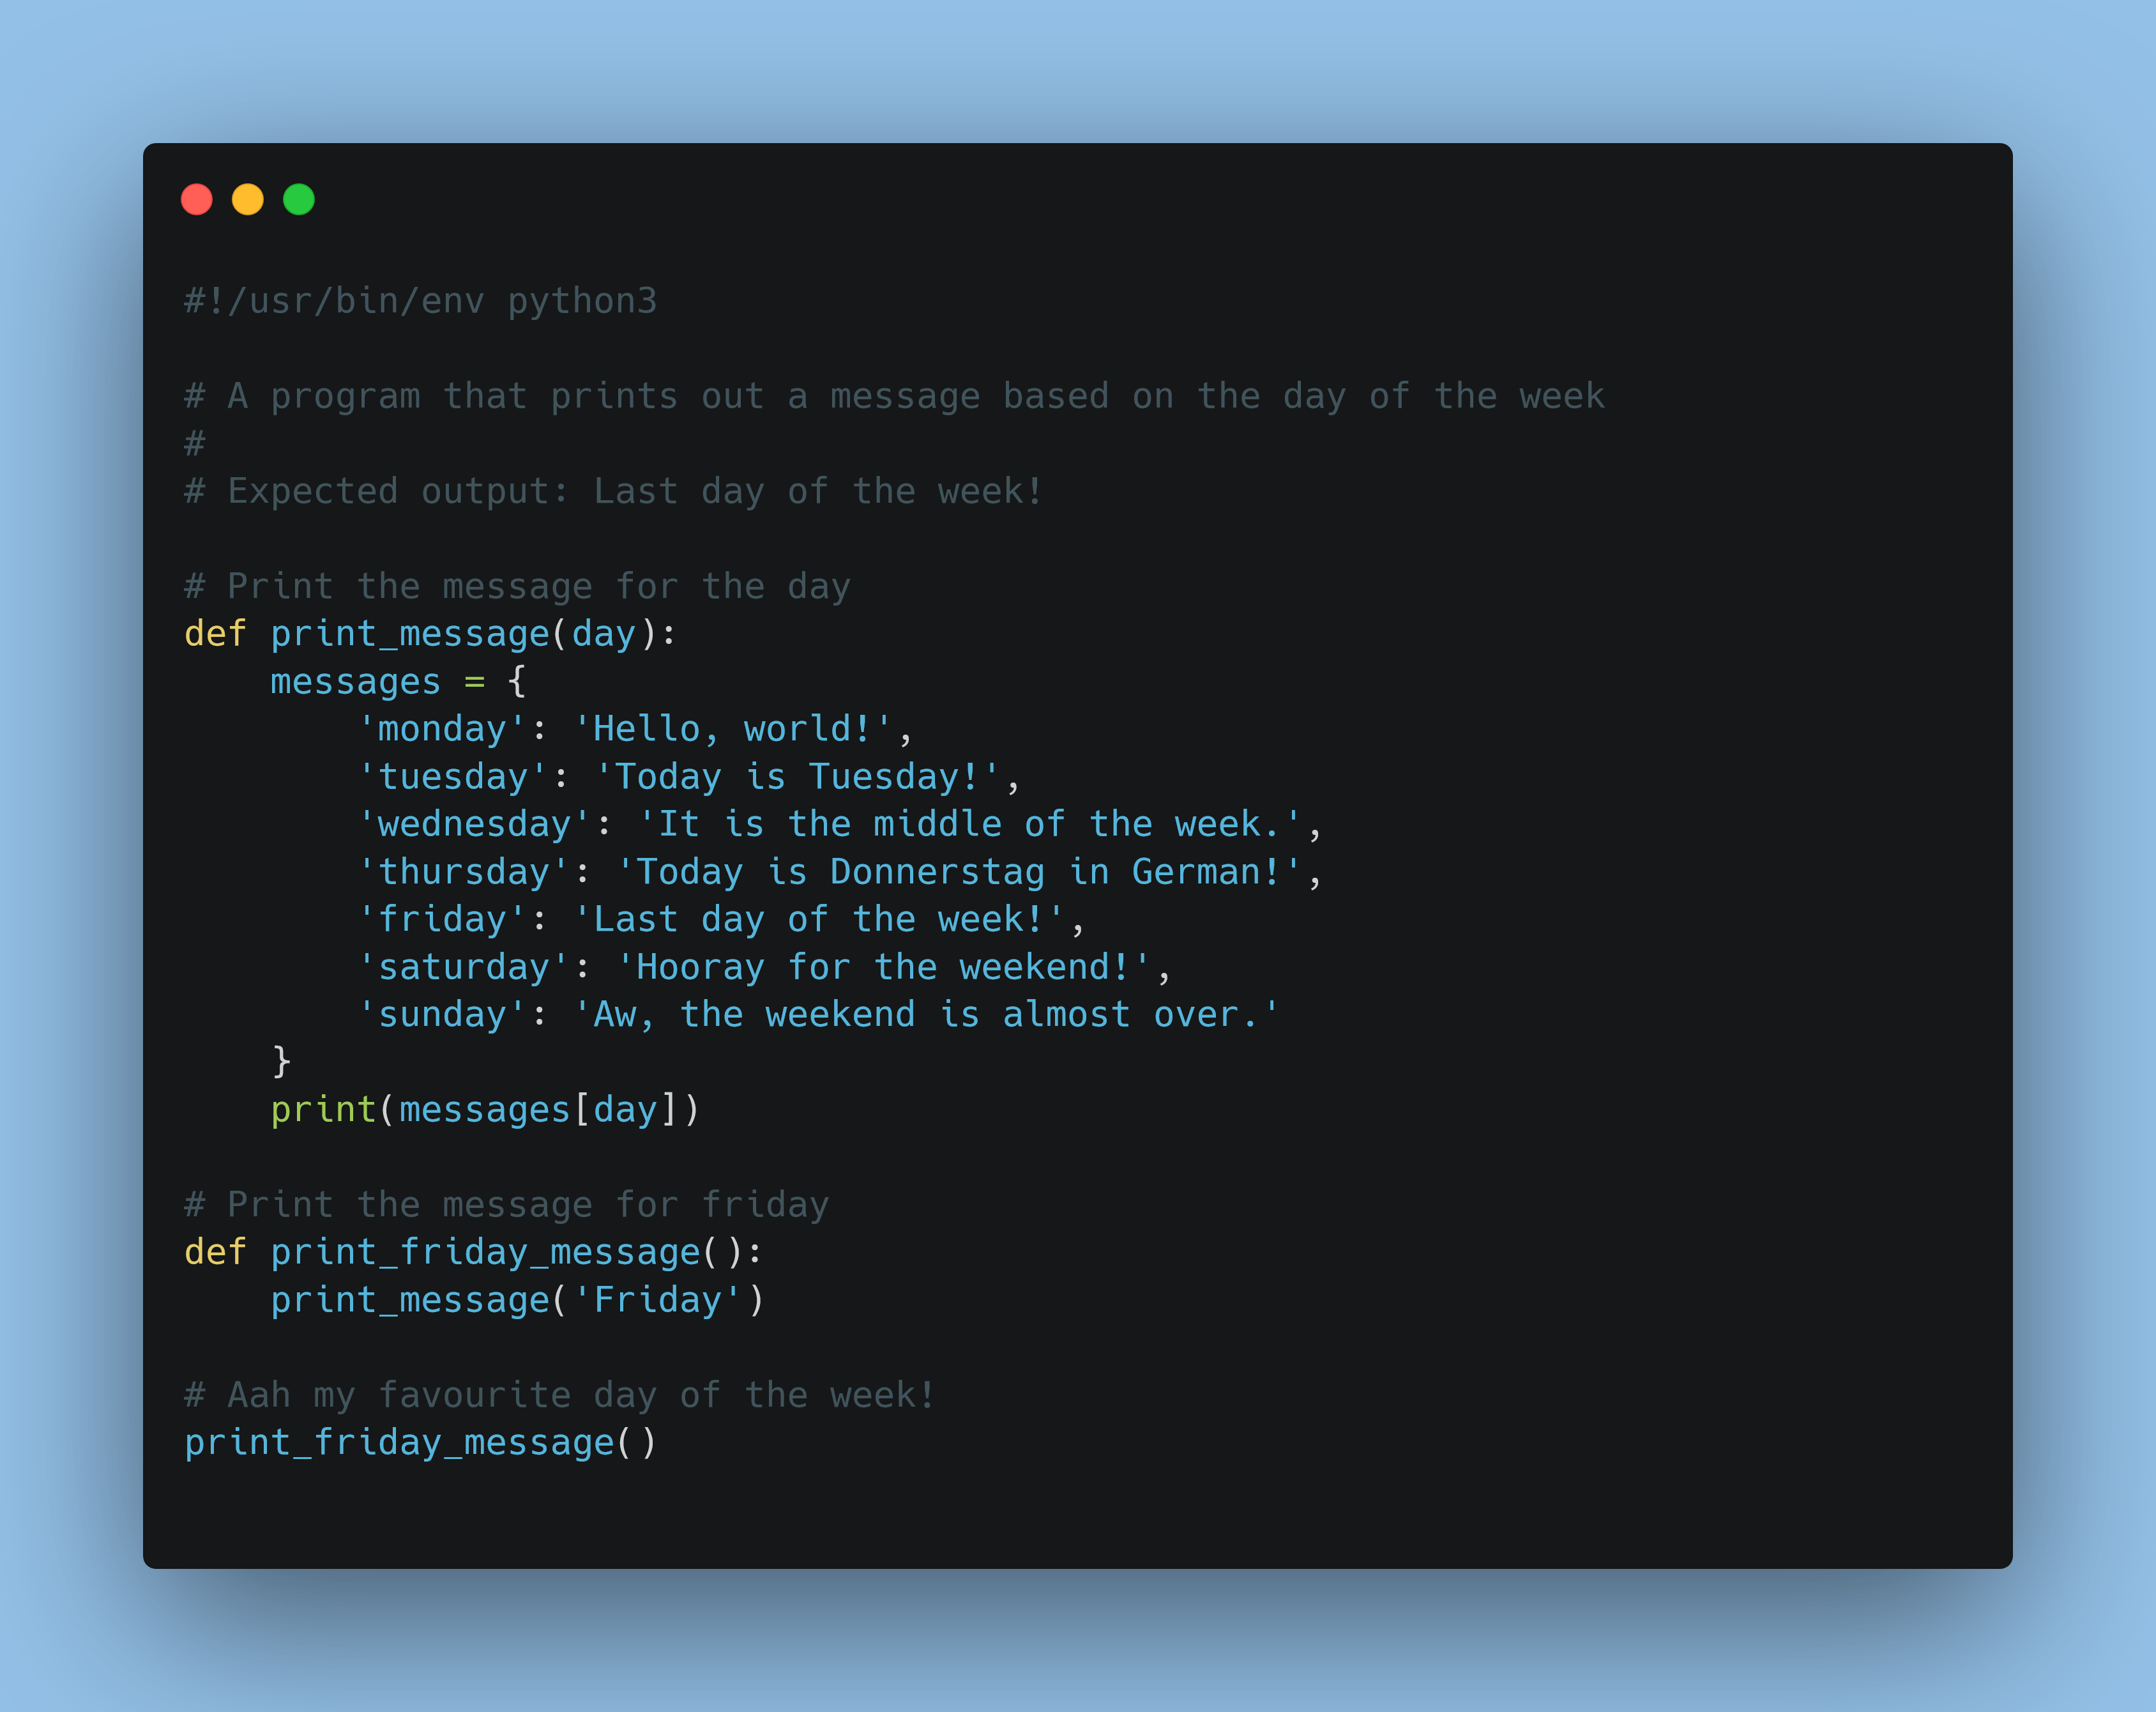 #!/usr/bin/env python3
# A program that prints out a message based on the day of the week
#
# Expected output: Last day of the week!
# Print the message for the day
def print_message(day):
    messages = {
        'monday': 'Hello, world!',
        'tuesday': 'Today is Tuesday!',
        'wednesday': 'It is the middle of the week.',
        'thursday': 'Today is Donnerstag in German!',
        'friday': 'Last day of the week!',
        'saturday': 'Hooray for the weekend!',
        'sunday': 'Aw, the weekend is almost over.'
    }
    print(messages[day])
# Print the message for friday
def print_friday_message():
    print_message('Friday')
# Aah my favourite day of the week!
print_friday_message()